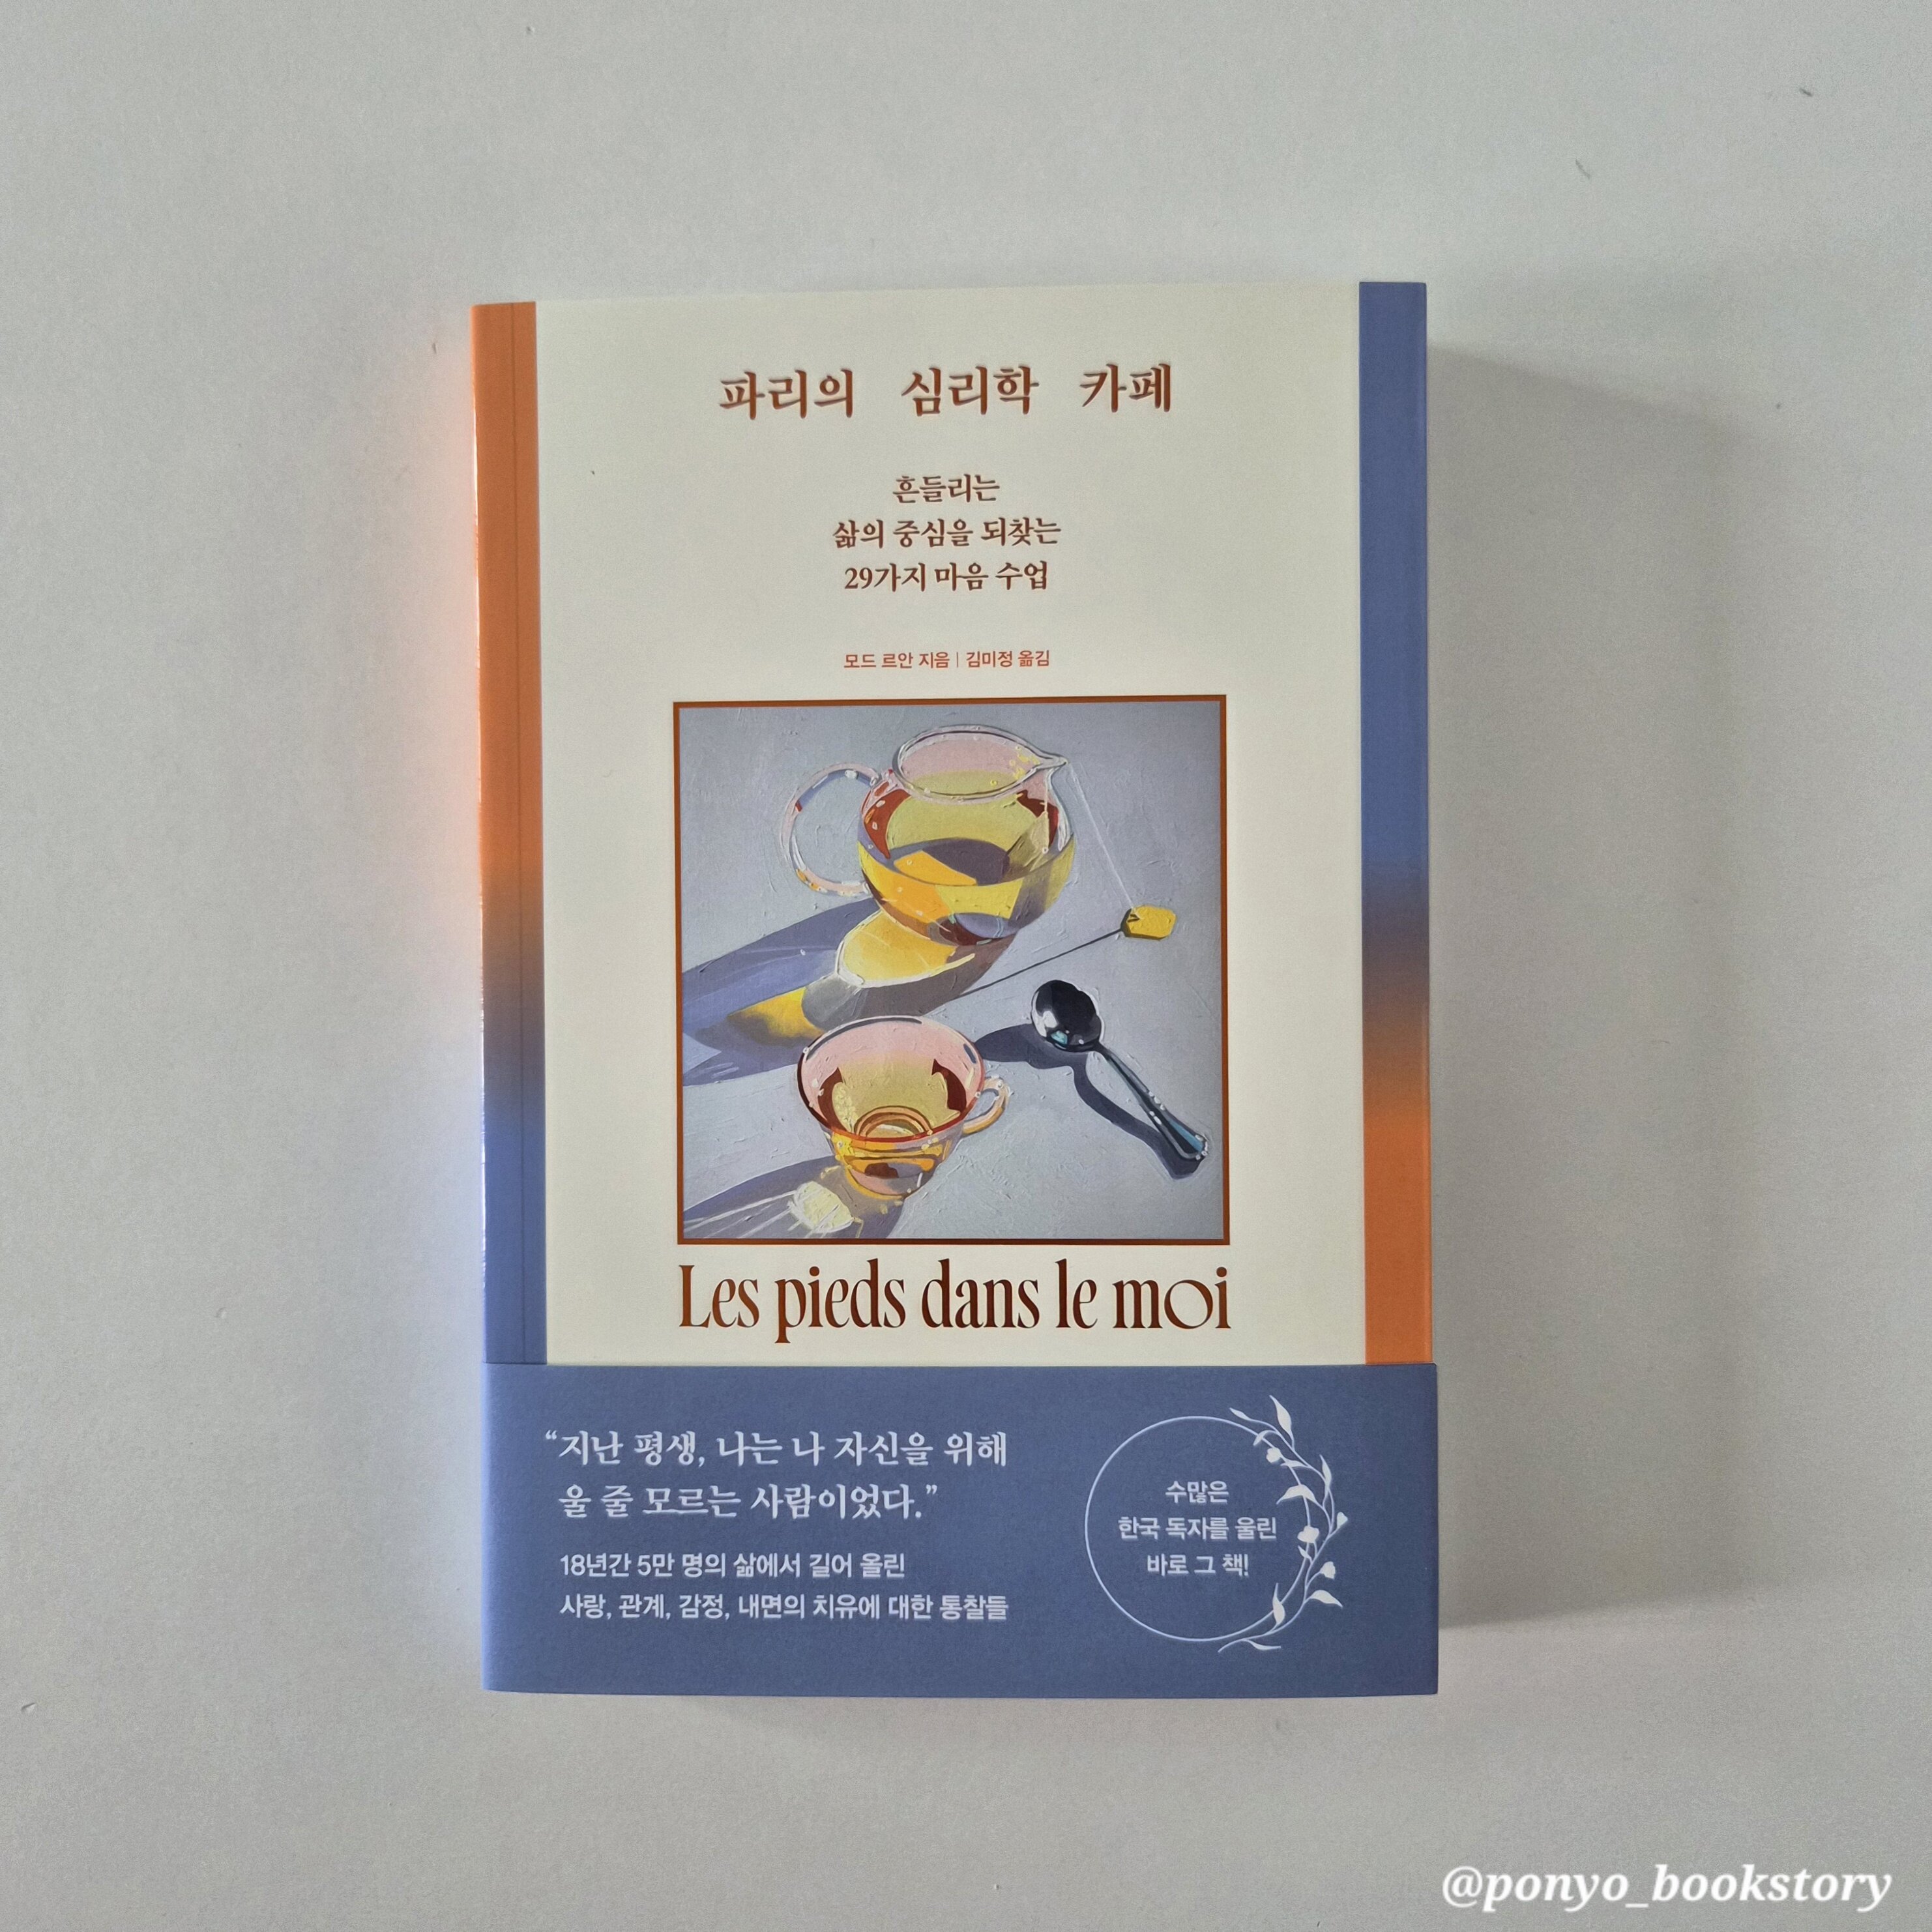 파리의 심리학 카페
흔들리는
삶의 중심을 되찾는
29가지 마음 수업
모드 르안 지음 | 김미정 옮김
Les pieds dans le moi
“지난 평생, 나는 나 자신을 위해
울 줄 모르는 사람이었다.”
18년간 5만 명의 삶에서 길어 올린
사랑, 관계, 감정, 내면의 치유에 대한 통찰들
수많은
한국 독자를 울린
바로 그 책!
@ponyo_bookstory